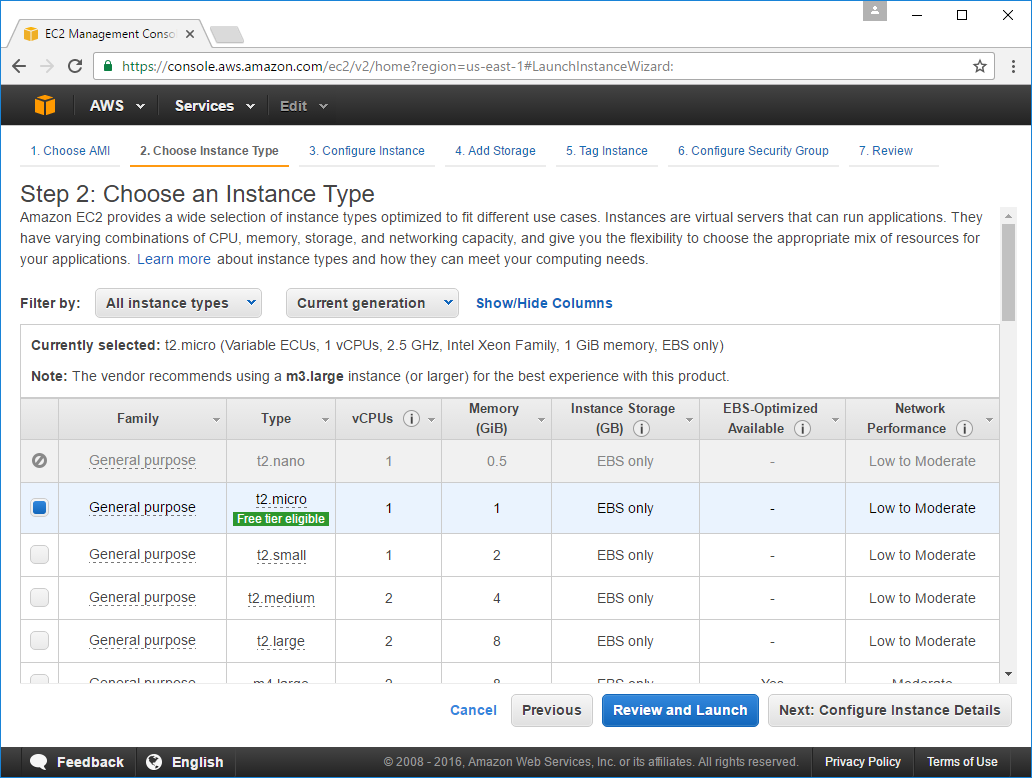 EC2 Management Conso
https://console.aws.amazon.com/ec2/v2/home?region=us-east-1#LaunchInstanceWizard:
AWS Services Edit
1. Choose AMI 2. Choose Instance Type 3. Configure Instance 4. Add Storage 5. Tag Instance 6. Configure Security Group 7. Review
Step 2: Choose an Instance Type
Amazon EC2 provides a wide selection of instance types optimized to fit different use cases. Instances are virtual servers that can run applications. They
have varying combinations of CPU, memory, storage, and networking capacity, and give you the flexibility to choose the appropriate mix of resources for
your applications. Learn more about instance types and how they can meet your computing needs.
Filter by: All instance types Current generation Show/Hide Columns
Currently selected: t2.micro (Variable ECUs, 1 vCPUs, 2.5 GHz, Intel Xeon Family, 1 GiB memory, EBS only)
Note: The vendor recommends using a m3.large instance (or larger) for the best experience with this product.
Family Type vCPUs Memory (GiB) Instance Storage (GB) EBS-Optimized Available Network Performance
General purpose t2.nano 1 0.5 EBS only - Low to Moderate
General purpose t2.micro Free tier eligible 1 1 EBS only - Low to Moderate
General purpose t2.small 1 2 EBS only - Low to Moderate
General purpose t2.medium 2 4 EBS only - Low to Moderate
General purpose t2.large 2 8 EBS only - Low to Moderate
General purpose m4.large 2 8 EBS only Yes Moderate
Cancel Previous Review and Launch Next: Configure Instance Details
Feedback English © 2008 - 2016, Amazon Web Services, Inc. or its affiliates. All rights reserved. Privacy Policy Terms of Use